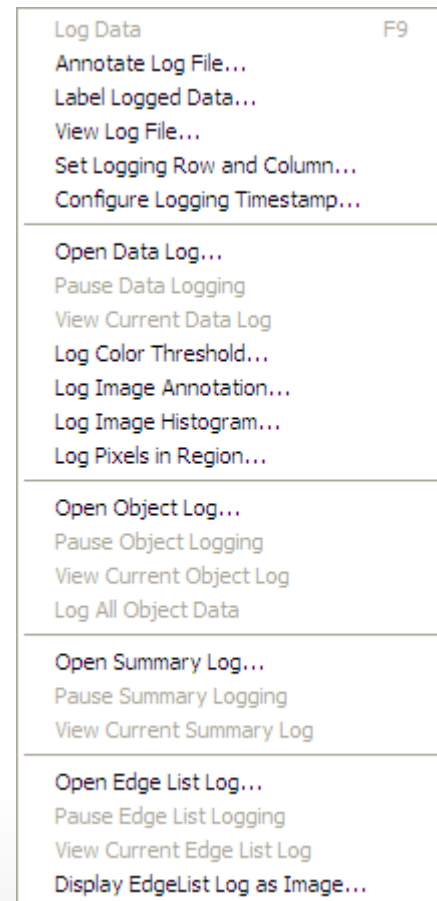 Log Data F9
Annotate Log File...
Label Logged Data...
View Log File...
Set Logging Row and Column...
Configure Logging Timestamp...
Open Data Log...
Pause Data Logging
View Current Data Log
Log Color Threshold...
Log Image Annotation...
Log Image Histogram...
Log Pixels in Region...
Open Object Log...
Pause Object Logging
View Current Object Log
Log All Object Data
Open Summary Log...
Pause Summary Logging
View Current Summary Log
Open Edge List Log...
Pause Edge List Logging
View Current Edge List Log
Display EdgeList Log as Image...